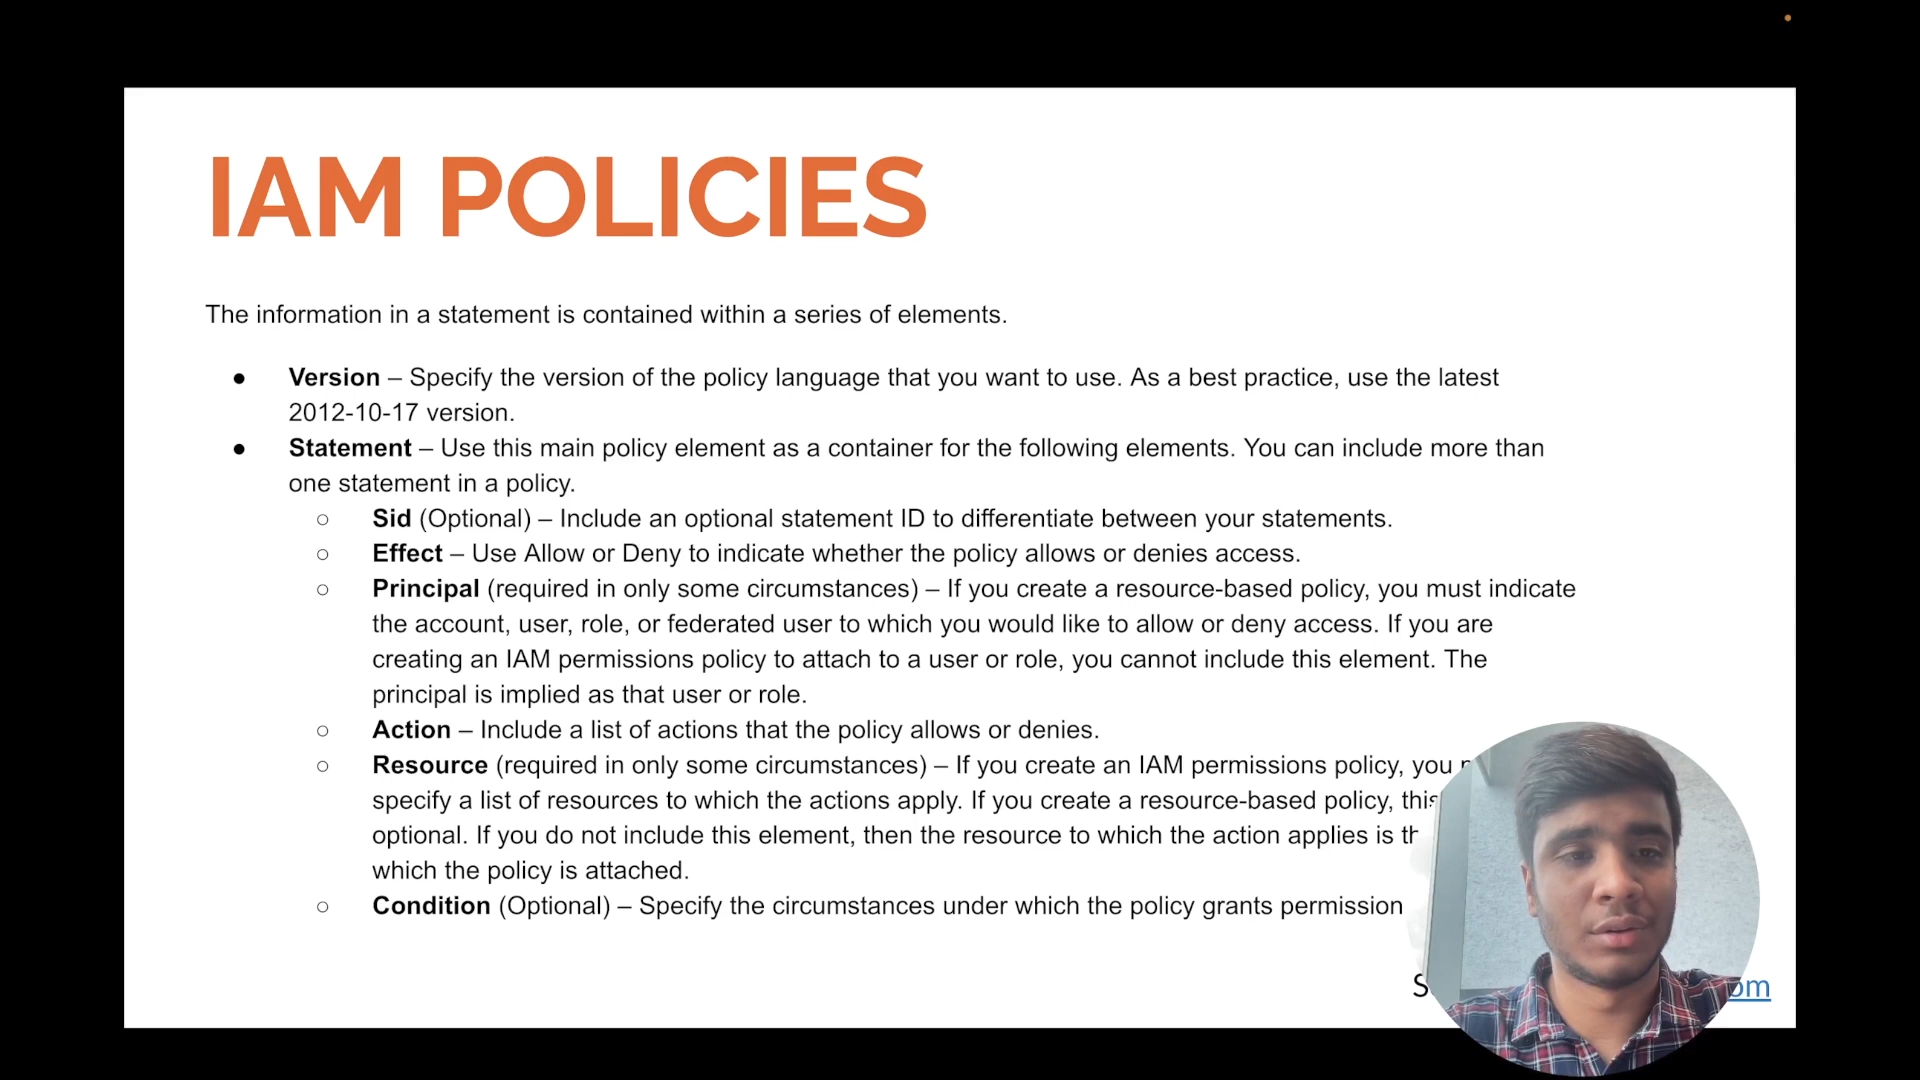 IAM POLICIES
The information in a statement is contained within a series of elements.
● Version – Specify the version of the policy language that you want to use. As a best practice, use the latest
2012-10-17 version.
● Statement – Use this main policy element as a container for the following elements. You can include more than
one statement in a policy.
○ Sid (Optional) – Include an optional statement ID to differentiate between your statements.
○ Effect – Use Allow or Deny to indicate whether the policy allows or denies access.
○ Principal (required in only some circumstances) – If you create a resource-based policy, you must indicate
the account, user, role, or federated user to which you would like to allow or deny access. If you are
creating an IAM permissions policy to attach to a user or role, you cannot include this element. The
principal is implied as that user or role.
○ Action – Include a list of actions that the policy allows or denies.
○ Resource (required in only some circumstances) – If you create an IAM permissions policy, you
specify a list of resources to which the actions apply. If you create a resource-based policy, this
optional. If you do not include this element, then the resource to which the action applies is
which the policy is attached.
○ Condition (Optional) – Specify the circumstances under which the policy grants permission